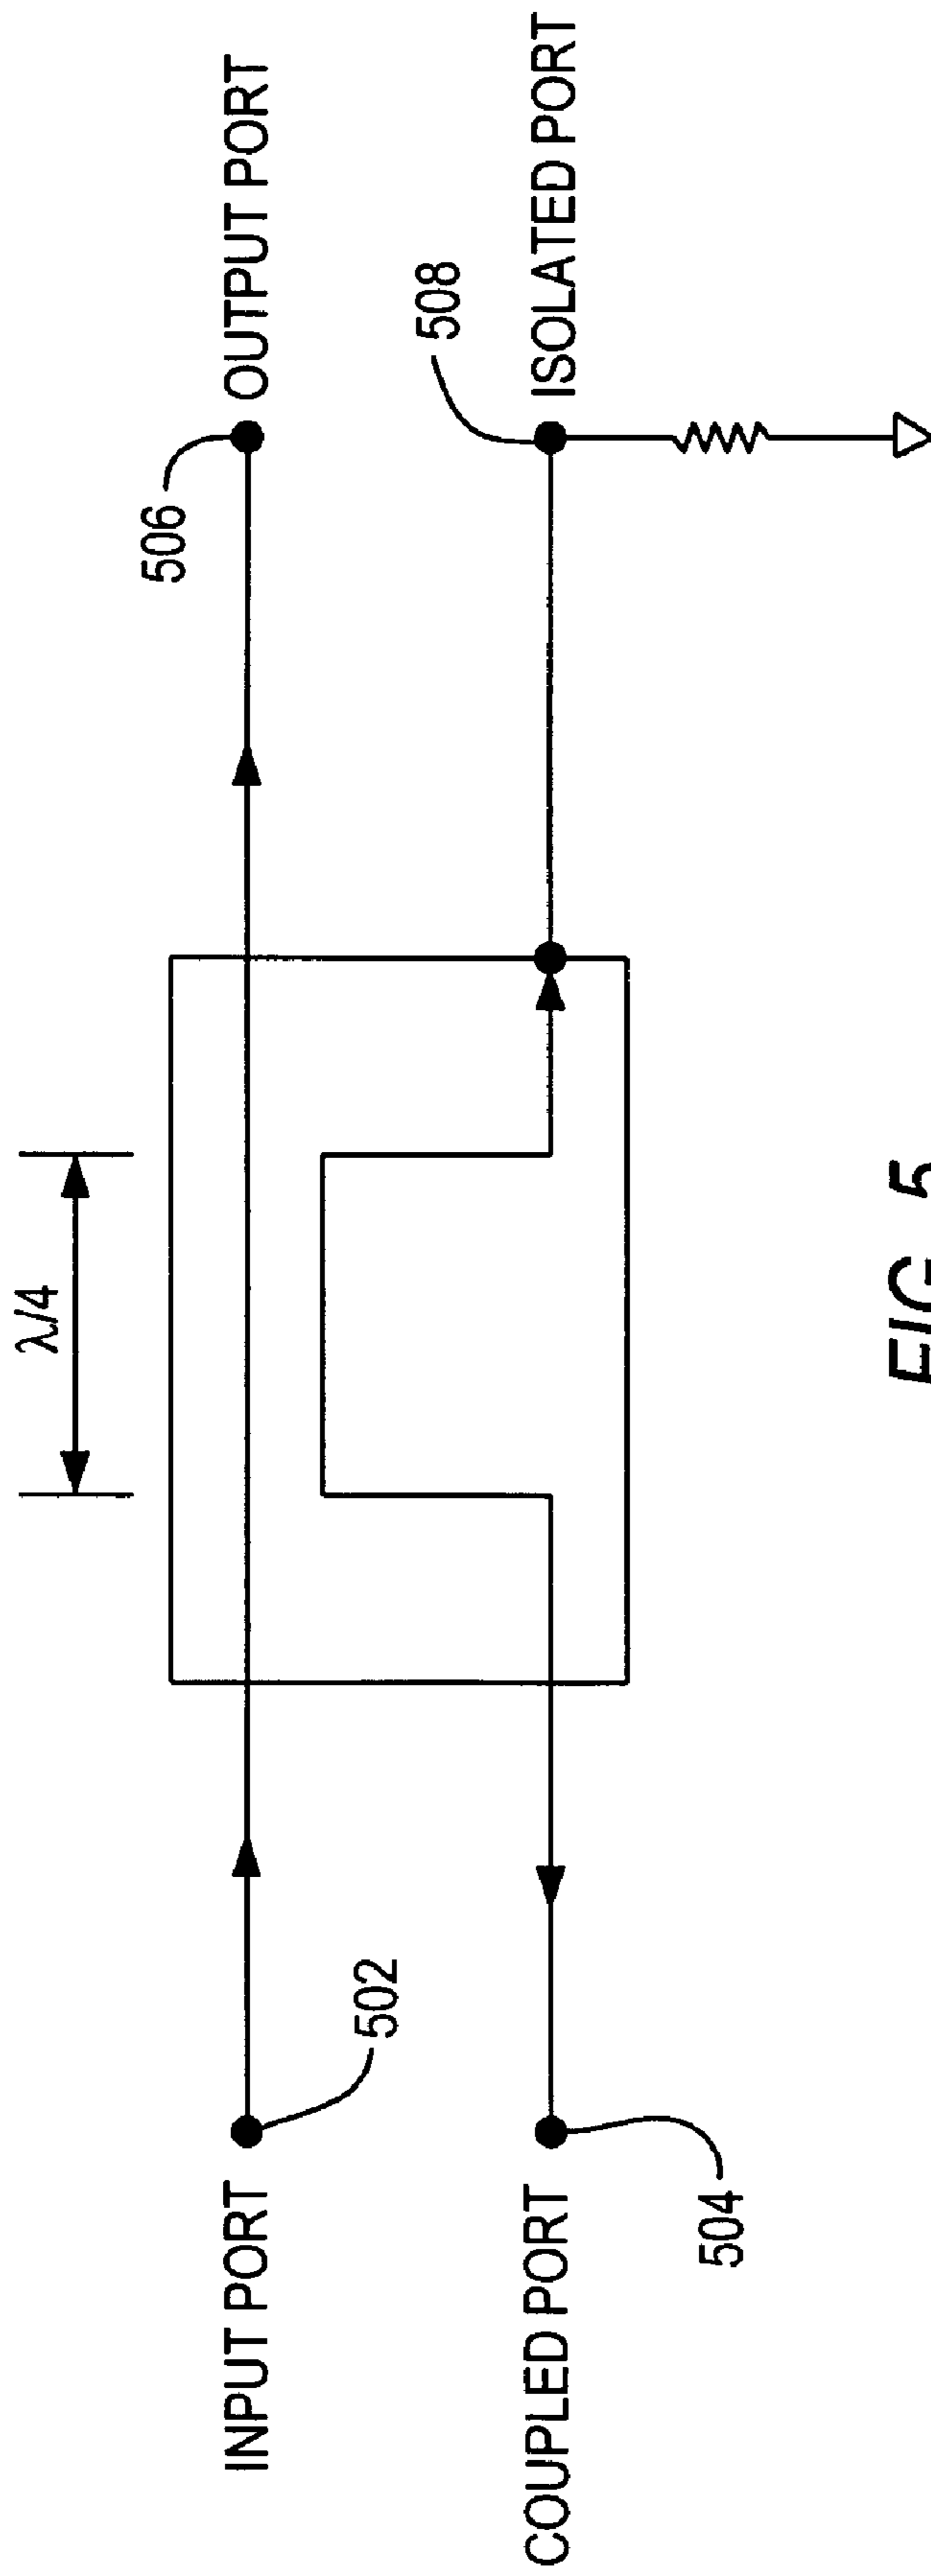 λ/4
506
OUTPUT PORT
508
ISOLATED PORT
INPUT PORT
502
COUPLED PORT
504
FIG. 5